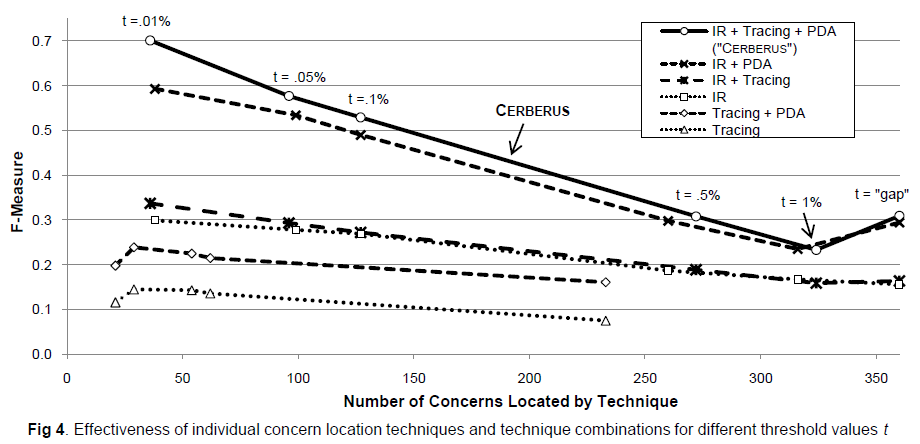 t =.01%
t = .05%
t =.1%
CERBERUS
t = .5%
t = 1%
t = "gap"
IR + Tracing + PDA
("CERBERUS")
IR + PDA
IR + Tracing
IR
Tracing + PDA
Tracing
F-Measure
0.7
0.6
0.5
0.4
0.3
0.2
0.1
0.0
0 50 100 150 200 250 300 350
Number of Concerns Located by Technique
Fig 4. Effectiveness of individual concern location techniques and technique combinations for different threshold values t